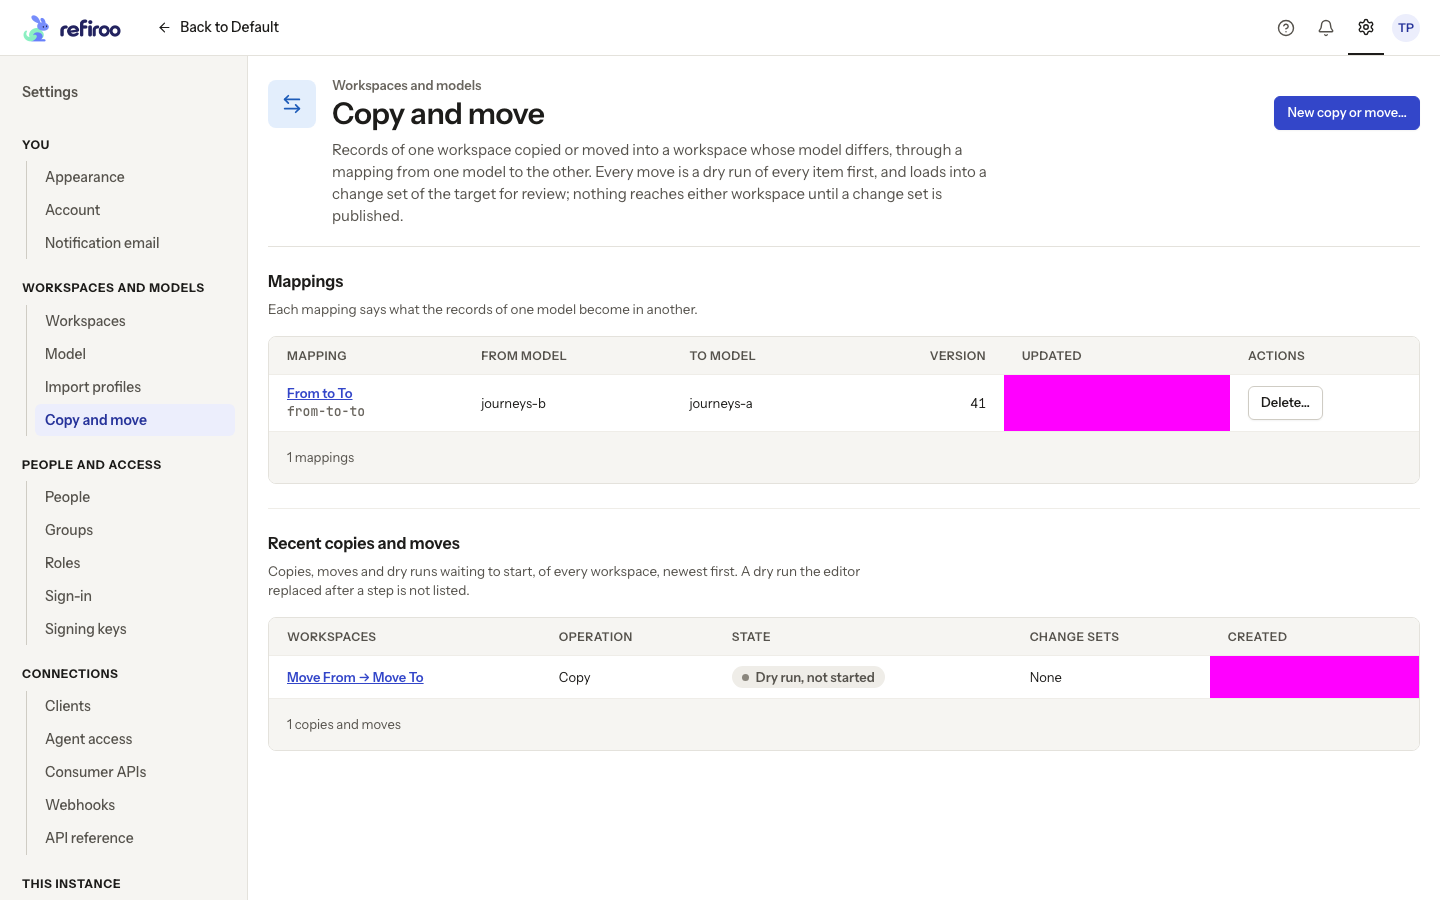 refiroo
Back to Default
TP
Settings
YOU
Appearance
Account
Notification email
WORKSPACES AND MODELS
Workspaces
Model
Import profiles
Copy and move
PEOPLE AND ACCESS
People
Groups
Roles
Sign-in
Signing keys
CONNECTIONS
Clients
Agent access
Consumer APIs
Webhooks
API reference
THIS INSTANCE
Workspaces and models
Copy and move
New copy or move...
Records of one workspace copied or moved into a workspace whose model differs, through a
mapping from one model to the other. Every move is a dry run of every item first, and loads into a
change set of the target for review; nothing reaches either workspace until a change set is
published.
Mappings
Each mapping says what the records of one model become in another.
MAPPING FROM MODEL TO MODEL VERSION UPDATED ACTIONS
From to To
from-to-to
journeys-b journeys-a 41 Delete...
1 mappings
Recent copies and moves
Copies, moves and dry runs waiting to start, of every workspace, newest first. A dry run the editor
replaced after a step is not listed.
WORKSPACES OPERATION STATE CHANGE SETS CREATED
Move From → Move To Copy Dry run, not started None
1 copies and moves